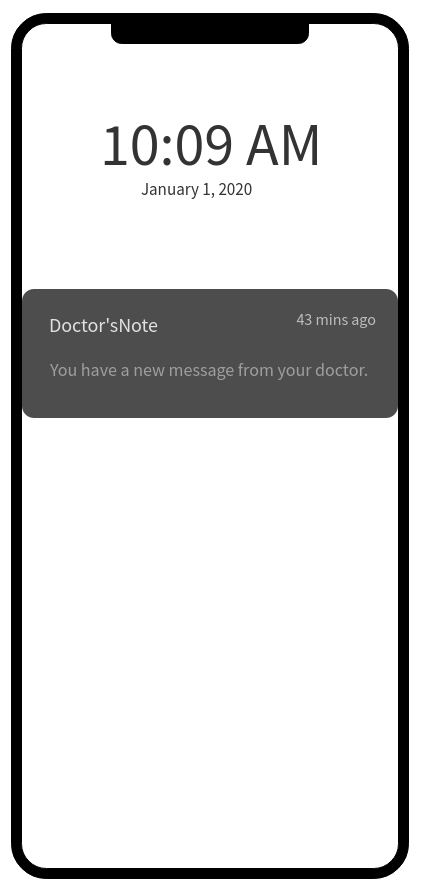 10:09 AM
January 1, 2020
Doctor'sNote
43 mins ago
You have a new message from your doctor.